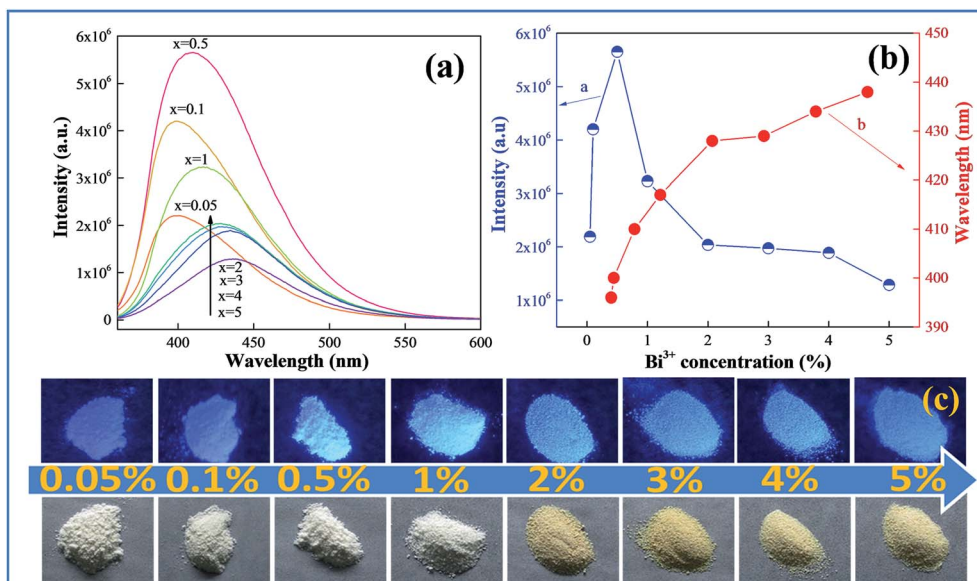 (a)
x=0.5
x=0.1
x=1
x=0.05
x=2
x=3
x=4
x=5
6x10⁶
5x10⁶
4x10⁶
3x10⁶
2x10⁶
1x10⁶
0
Intensity (a.u.)
400
450
500
550
600
Wavelength (nm)
(b)
a
b
6x10⁶
5x10⁶
4x10⁶
3x10⁶
2x10⁶
1x10⁶
Intensity (a.u)
450
440
430
420
410
400
390
Wavelength (nm)
0
1
2
3
4
5
Bi³⁺ concentration (%)
(c)
0.05% 0.1% 0.5% 1% 2% 3% 4% 5%